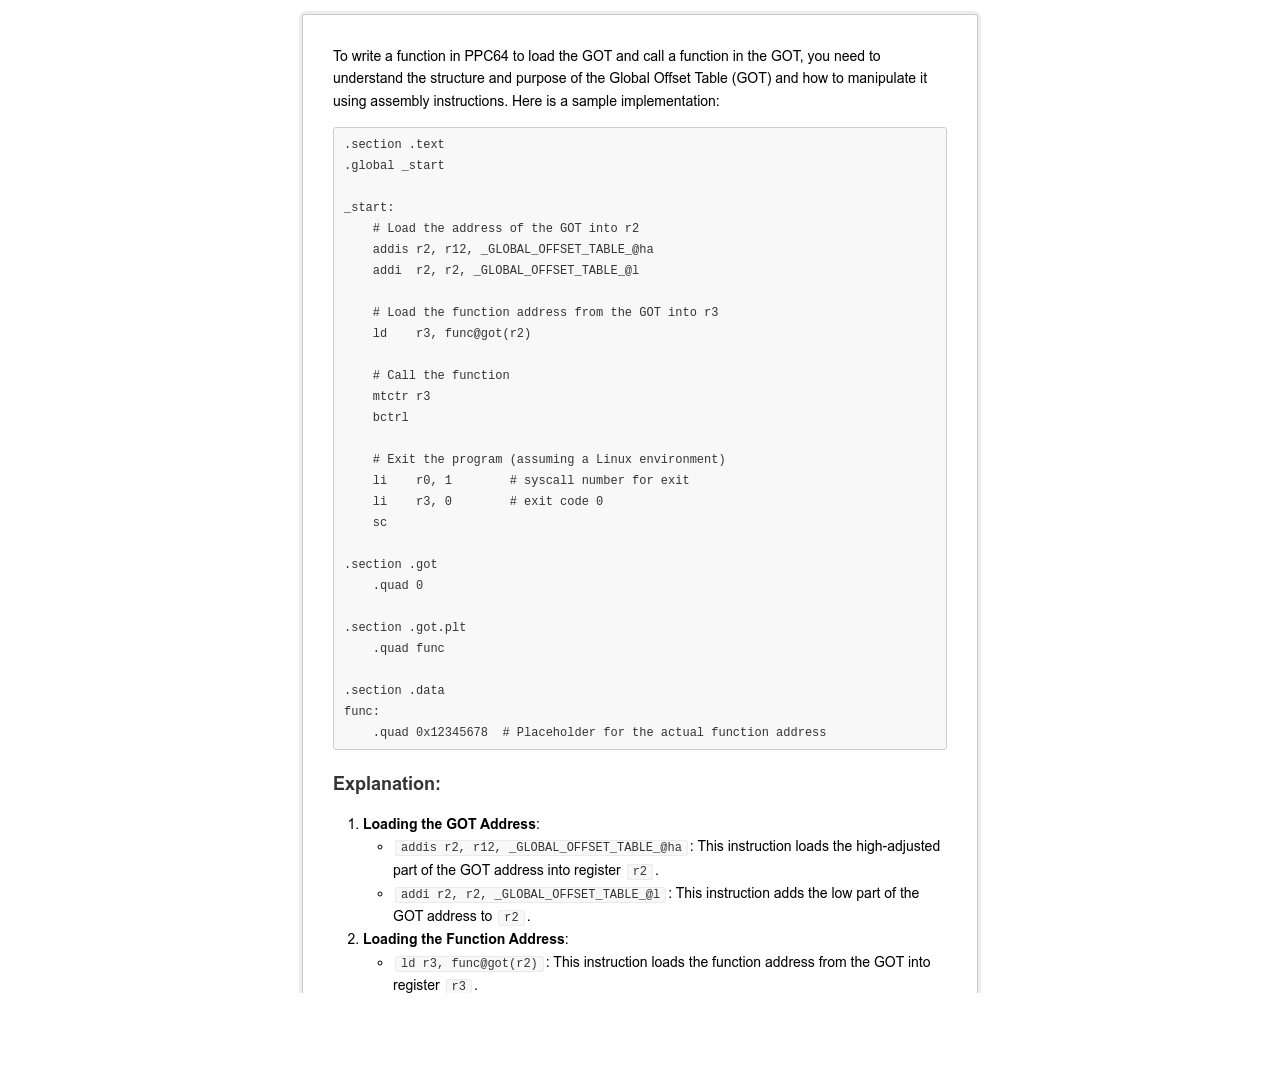 To write a function in PPC64 to load the GOT and call a function in the GOT, you need to
understand the structure and purpose of the Global Offset Table (GOT) and how to manipulate it
using assembly instructions. Here is a sample implementation:
.section .text
.global _start
_start:
    # Load the address of the GOT into r2
    addis r2, r12, _GLOBAL_OFFSET_TABLE_@ha
    addi  r2, r2, _GLOBAL_OFFSET_TABLE_@l
    # Load the function address from the GOT into r3
    ld    r3, func@got(r2)
    # Call the function
    mtctr r3
    bctrl
    # Exit the program (assuming a Linux environment)
    li    r0, 1        # syscall number for exit
    li    r3, 0        # exit code 0
    sc
.section .got
    .quad 0
.section .got.plt
    .quad func
.section .data
func:
    .quad 0x12345678  # Placeholder for the actual function address
Explanation:
1. Loading the GOT Address:
◦ addis r2, r12, _GLOBAL_OFFSET_TABLE_@ha : This instruction loads the high-adjusted
part of the GOT address into register r2 .
◦ addi r2, r2, _GLOBAL_OFFSET_TABLE_@l : This instruction adds the low part of the
GOT address to r2 .
2. Loading the Function Address:
◦ ld r3, func@got(r2) : This instruction loads the function address from the GOT into
register r3 .